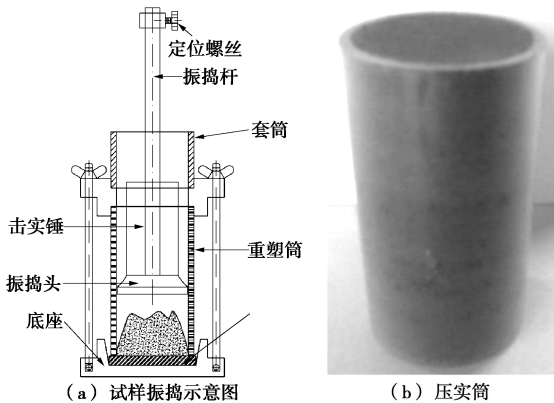 定位螺丝
振捣杆
套筒
击实锤
重塑筒
振捣头
底座
(a) 试样振捣示意图
(b) 压实筒